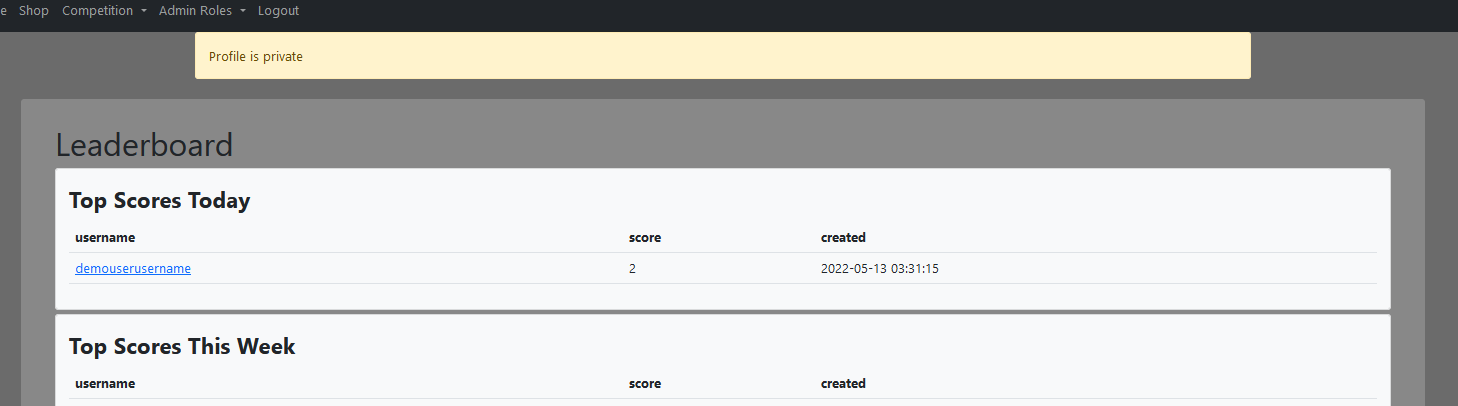 e Shop Competition Admin Roles Logout
Profile is private
Leaderboard
Top Scores Today
username score created
demouserusername 2 2022-05-13 03:31:15
Top Scores This Week
username score created